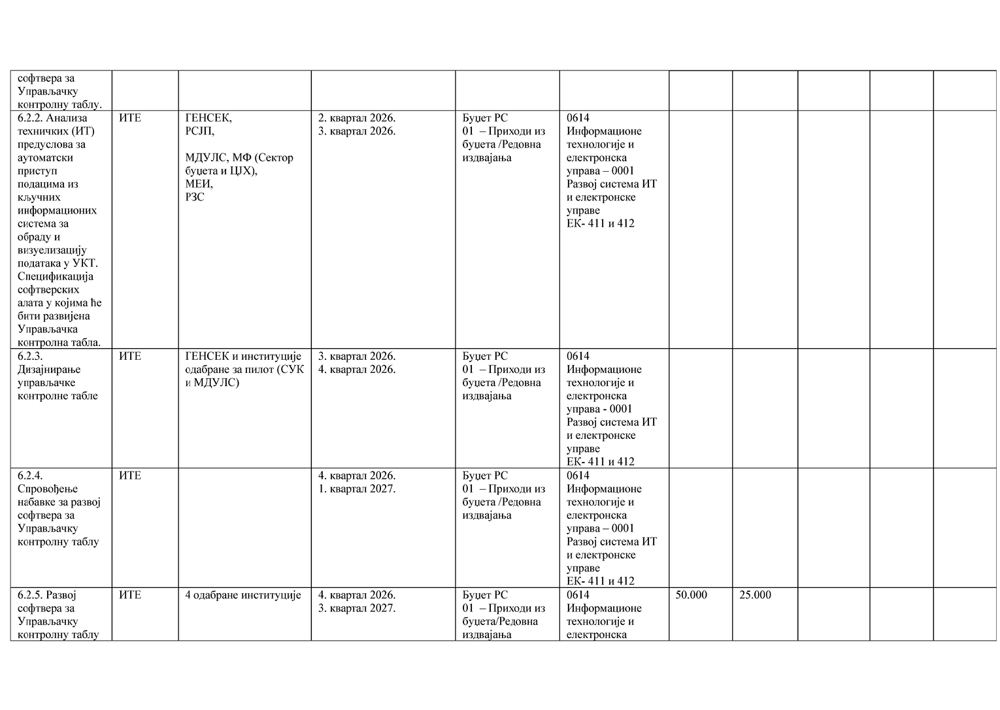 софтвера за
Управљачку
контролну таблу.
6.2.2. Анализа
техничких (ИТ)
предуслова за
аутоматски
приступ
подацима из
кључних
информационих
система за
обраду и
визуелизацију
података у УКТ.
Спецификација
софтверских
алата у којима ће
бити развијена
Управљачка
контролна табла.
ИТЕ
ГЕНСЕК,
РСЈП,
МДУЛС, МФ (Сектор
буџета и ЦЈХ),
МЕИ,
РЗС
2. квартал 2026.
3. квартал 2026.
Буџет РС
01 – Приходи из
буџета /Редовна
издвајања
0614
Информационе
технологије и
електронска
управа – 0001
Развој система ИТ
и електронске
управе
ЕК- 411 и 412
6.2.3.
Дизајнирање
управљачке
контролне табле
ИТЕ
ГЕНСЕК и институције
одабране за пилот (СУК
и МДУЛС)
3. квартал 2026.
4. квартал 2026.
Буџет РС
01 – Приходи из
буџета /Редовна
издвајања
0614
Информационе
технологије и
електронска
управа - 0001
Развој система ИТ
и електронске
управе
ЕК- 411 и 412
6.2.4.
Спровођење
набавке за развој
софтвера за
Управљачку
контролну таблу
ИТЕ
4. квартал 2026.
1. квартал 2027.
Буџет РС
01 – Приходи из
буџета /Редовна
издвајања
0614
Информационе
технологије и
електронска
управа – 0001
Развој система ИТ
и електронске
управе
ЕК- 411 и 412
6.2.5. Развој
софтвера за
Управљачку
контролну таблу
ИТЕ
4 одабране институције
4. квартал 2026.
3. квартал 2027.
Буџет РС
01 – Приходи из
буџета/Редовна
издвајања
0614
Информационе
технологије и
електронска
50.000
25.000